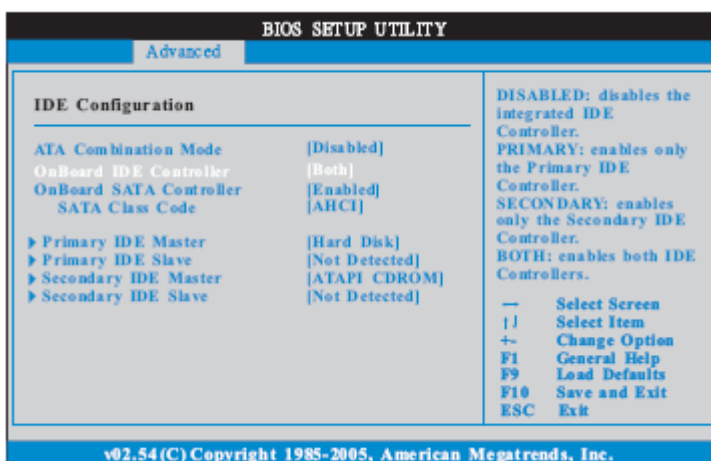 BIOS SETUP UTILITY
Advanced
IDE Configuration
ATA Combination Mode [Disabled]
OnBoard IDE Controller [Both]
OnBoard SATA Controller [Enabled]
SATA Class Code [AHCI]
Primary IDE Master [Hard Disk]
Primary IDE Slave [Not Detected]
Secondary IDE Master [ATAPI CDROM]
Secondary IDE Slave [Not Detected]
DISABLED: disables the
integrated IDE
Controller.
PRIMARY: enables only
the Primary IDE
Controller.
SECONDARY: enables
only the Secondary IDE
Controller.
BOTH: enables both IDE
Controllers.
↔ Select Screen
↑↓ Select Item
+- Change Option
F1 General Help
F9 Load Defaults
F10 Save and Exit
ESC Exit
v02.54 (C) Copyright 1985-2005, American Megatrends, Inc.